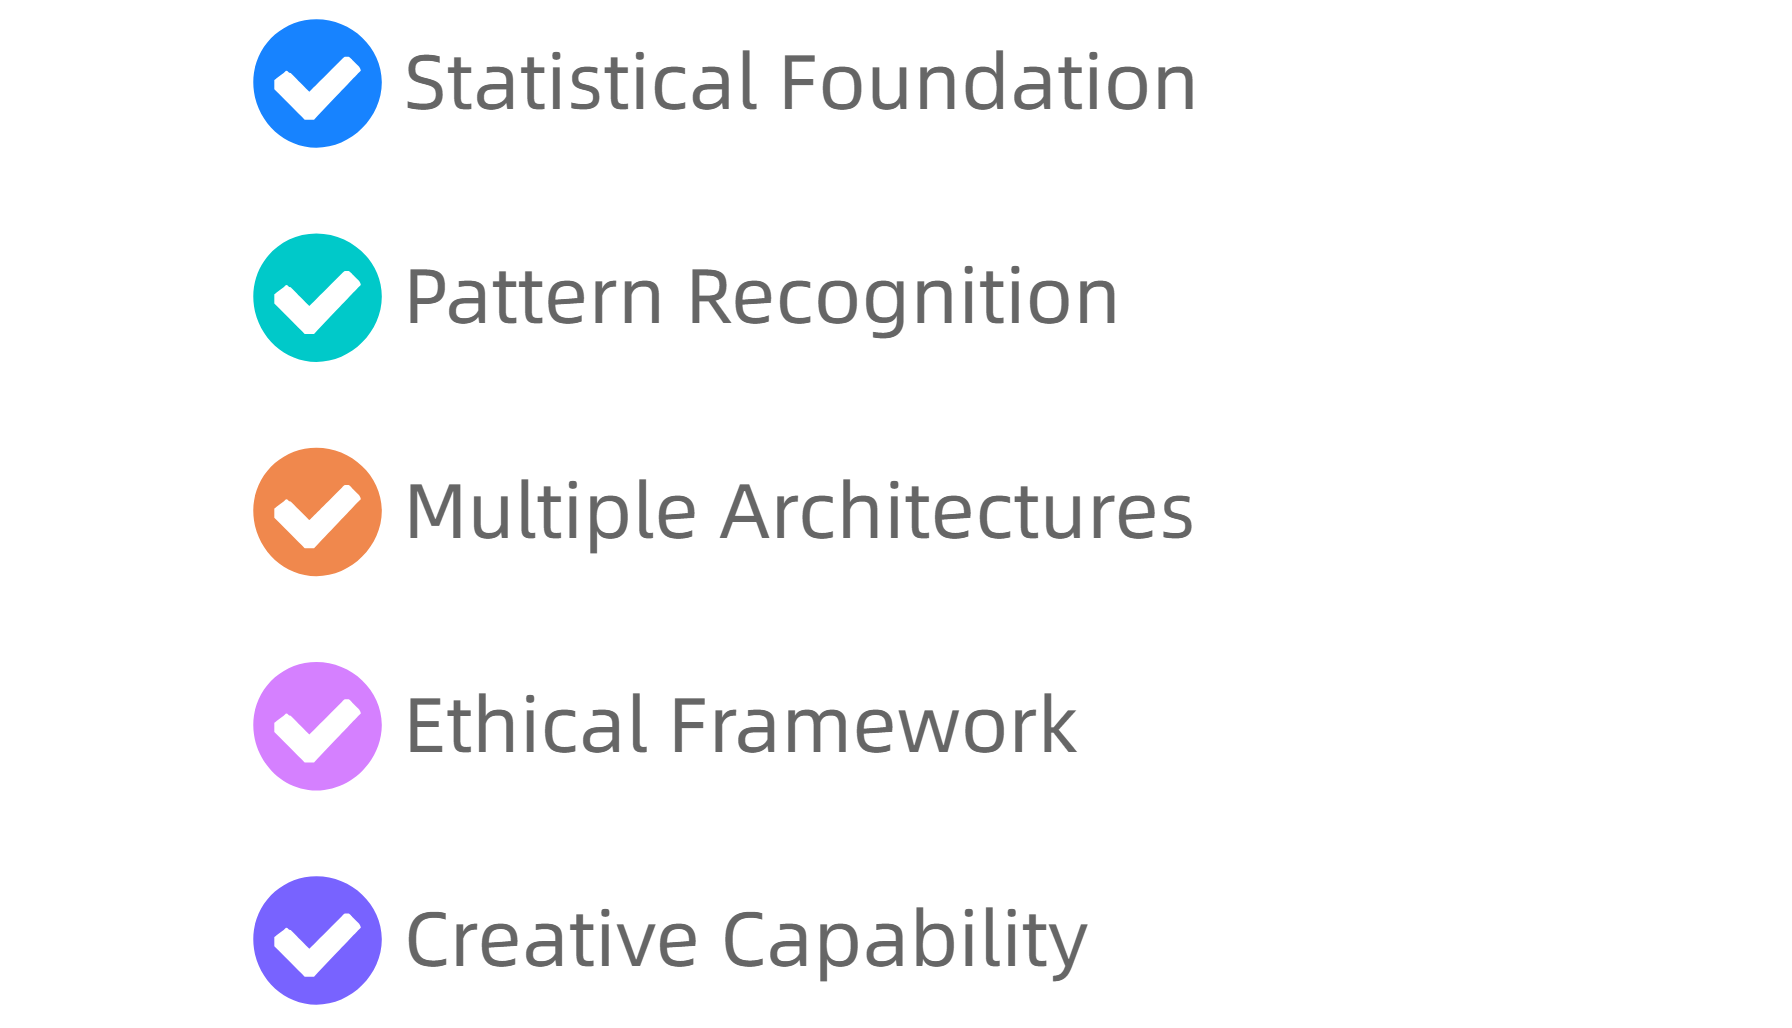 Statistical Foundation
Pattern Recognition
Multiple Architectures
Ethical Framework
Creative Capability